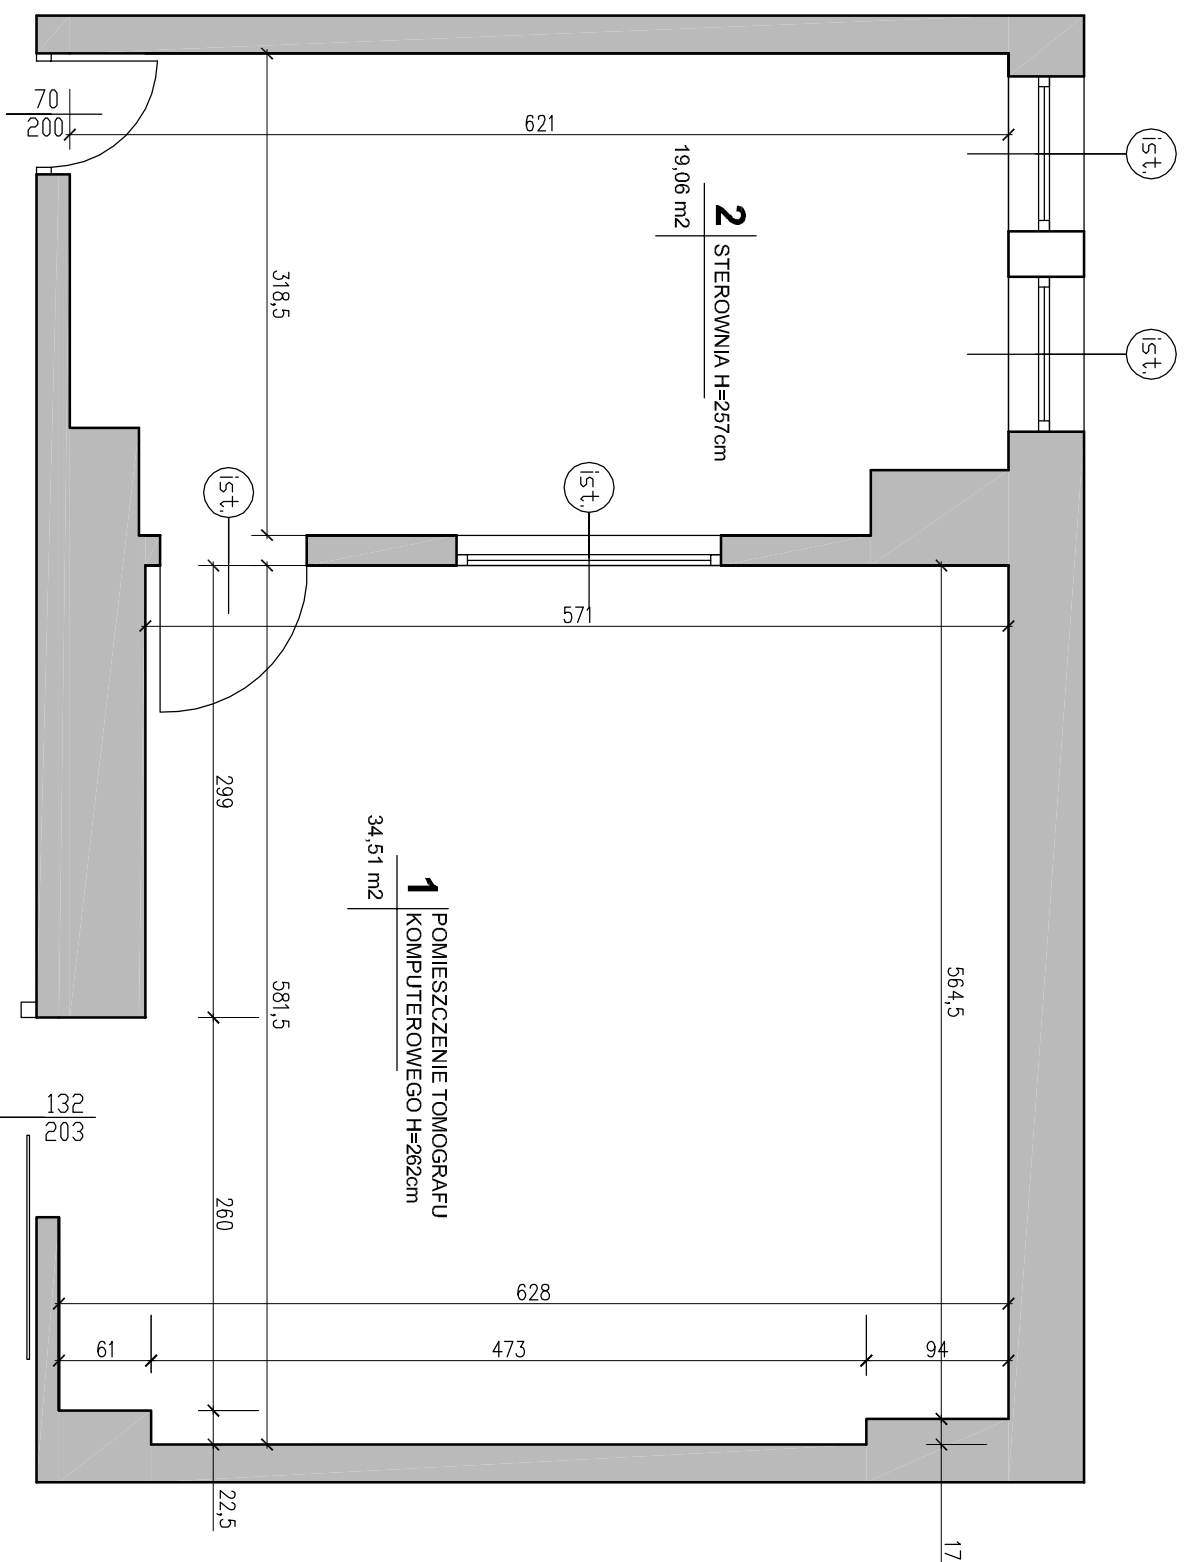 70
200
621
ist.
ist.
2
STEROWNIA H=257cm
19,06 m2
318,5
ist.
ist.
571
299
581,5
564,5
1
POMIESZCZENIE TOMOGRAFU
KOMPUTEROWEGO H=262cm
34,51 m2
132
203
260
628
61
473
94
22,5
17